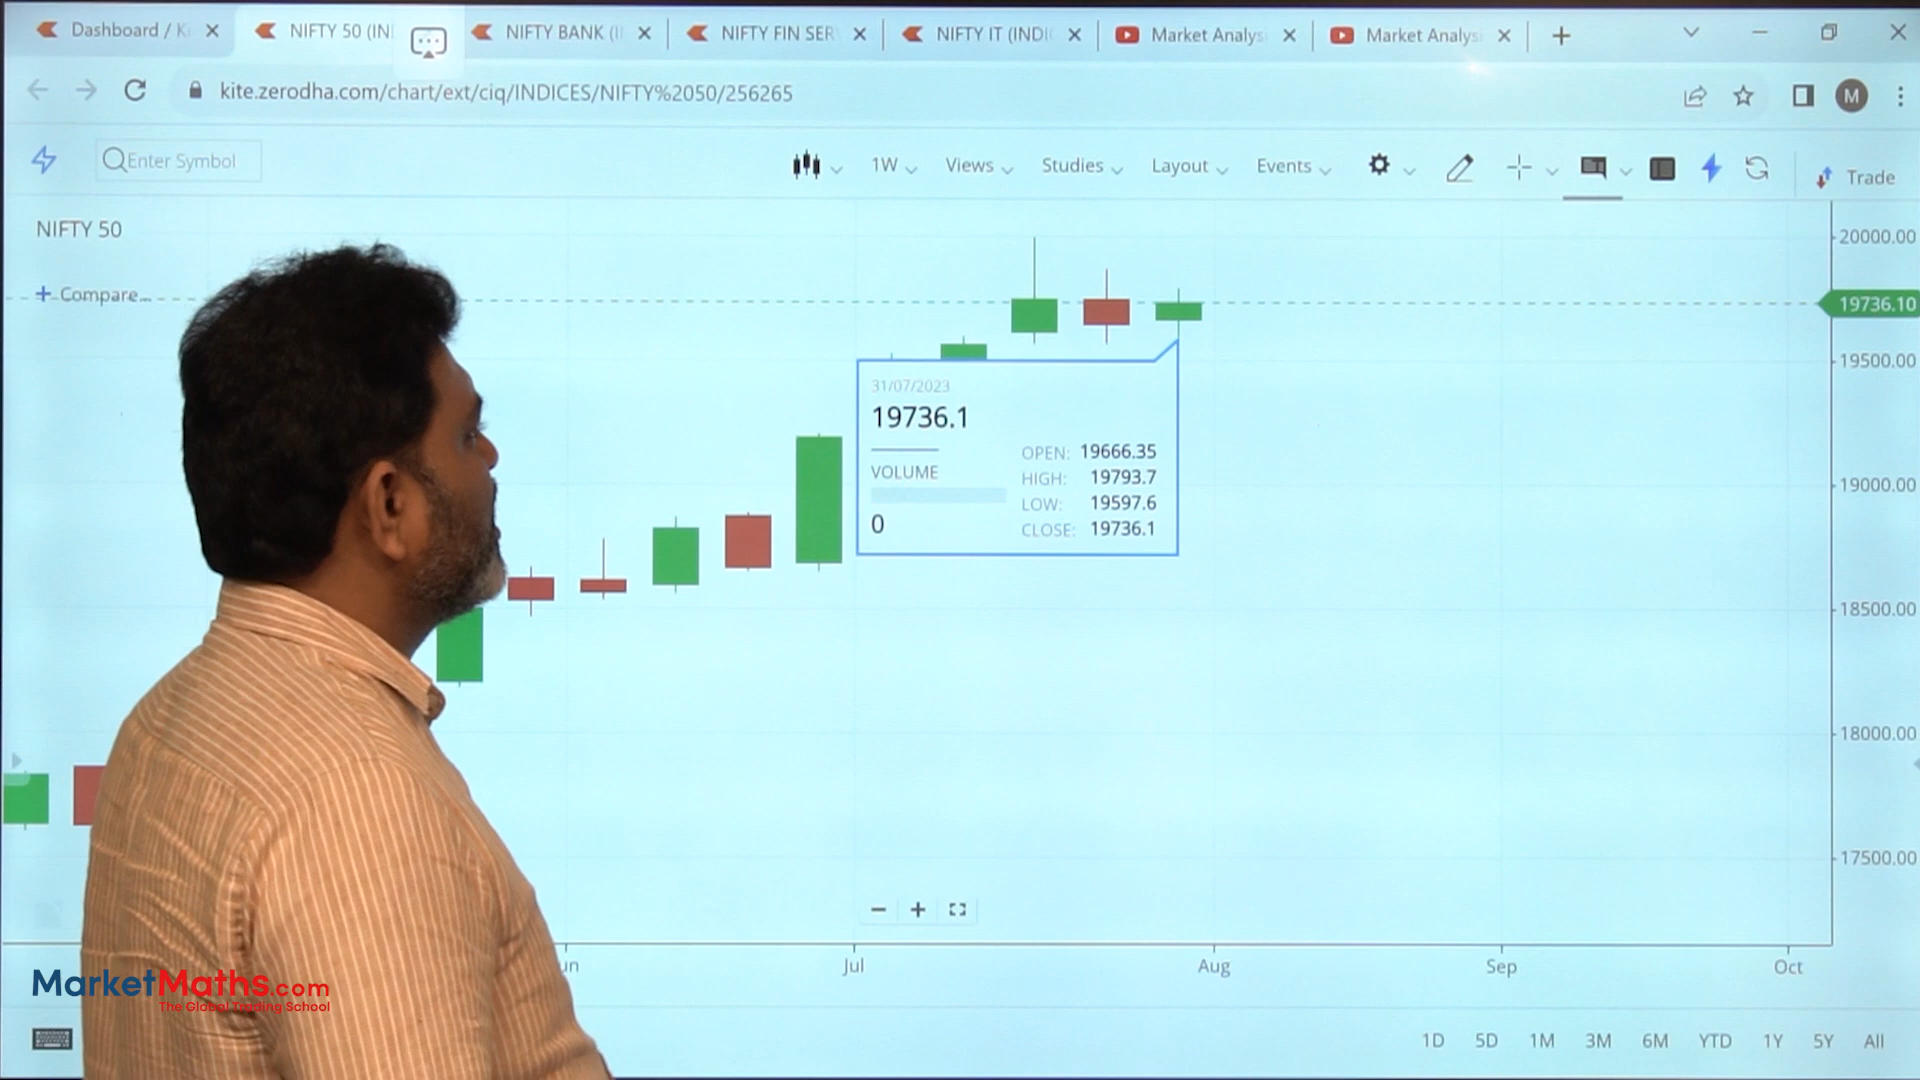 Dashboard / K
NIFTY 50 (IN
NIFTY BANK (I
NIFTY FIN SER
NIFTY IT (INDI
Market Analys
Market Analys
kite.zerodha.com/chart/ext/ciq/INDICES/NIFTY%2050/256265
M
Enter Symbol
1W
Views
Studies
Layout
Events
Trade
NIFTY 50
+ Compare...
20000.00
19736.10
19500.00
19000.00
18500.00
18000.00
17500.00
31/07/2023
19736.1
VOLUME
0
OPEN: 19666.35
HIGH: 19793.7
LOW: 19597.6
CLOSE: 19736.1
un
Jul
Aug
Sep
Oct
MarketMaths.com
The Global Trading School
1D
5D
1M
3M
6M
YTD
1Y
5Y
All